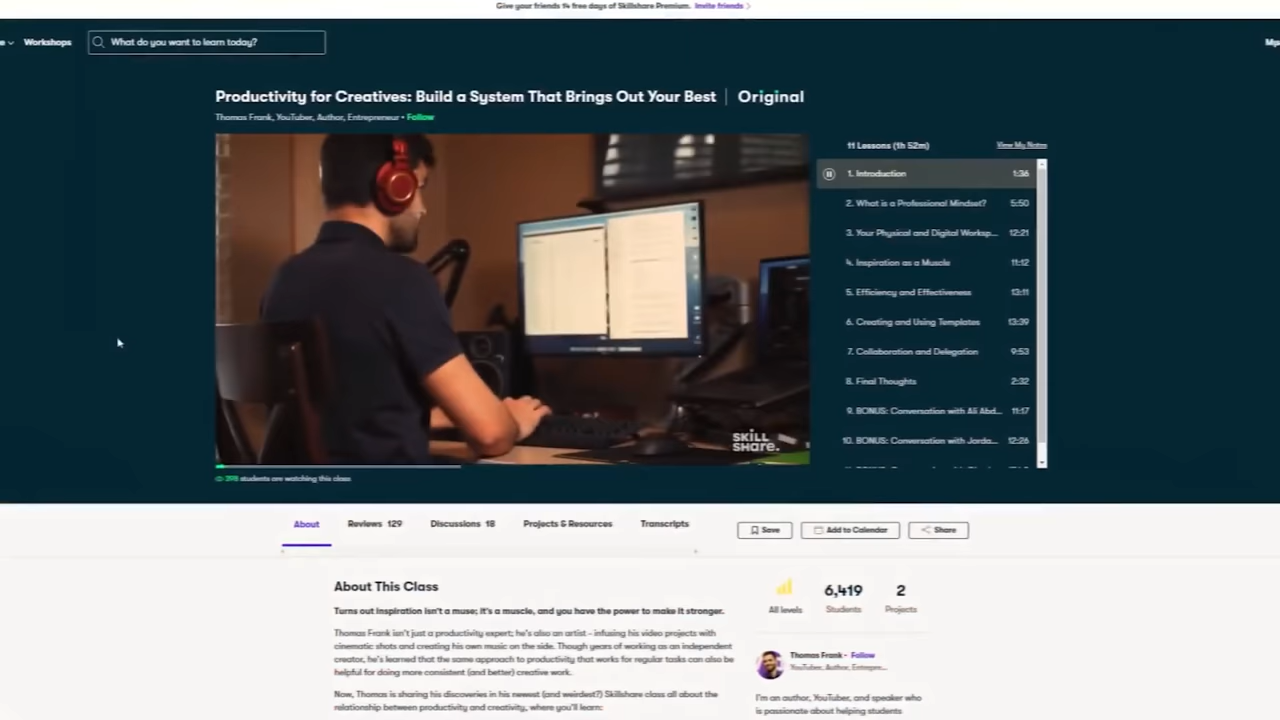 Give your friends 14 free days of Skillshare Premium. Invite friends
Workshops
What do you want to learn today?
Productivity for Creatives: Build a System That Brings Out Your Best | Original
Thomas Frank, YouTuber, Author, Entrepreneur • Follow
11 Lessons (1h 52m)
View My Notes
1. Introduction 1:36
2. What is a Professional Mindset? 5:50
3. Your Physical and Digital Worksp... 12:21
4. Inspiration as a Muscle 11:12
5. Efficiency and Effectiveness 13:11
6. Creating and Using Templates 13:39
7. Collaboration and Delegation 9:53
8. Final Thoughts 2:32
9. BONUS: Conversation with Ali Abd... 11:17
10. BONUS: Conversation with Jorda... 12:26
SKILL
SHARE.
398 students are watching this class
About
Reviews 129
Discussions 18
Projects & Resources
Transcripts
Save
Add to Calendar
Share
About This Class
Turns out inspiration isn't a muse; it's a muscle, and you have the power to make it stronger.
Thomas Frank isn't just a productivity expert; he's also an artist - infusing his video projects with
cinematic shots and creating his own music on the side. Though years of working as an independent
creator, he's learned that the same approach to productivity that works for regular tasks can also be
helpful for doing more consistent (and better) creative work.
Now, Thomas is sharing his discoveries in his newest (and weirdest?) Skillshare class all about the
relationship between productivity and creativity, where you'll learn:
All levels
6,419
Students
2
Projects
Thomas Frank • Follow
YouTuber, Author, Entrepre...
I'm an author, YouTuber, and speaker who
is passionate about helping students